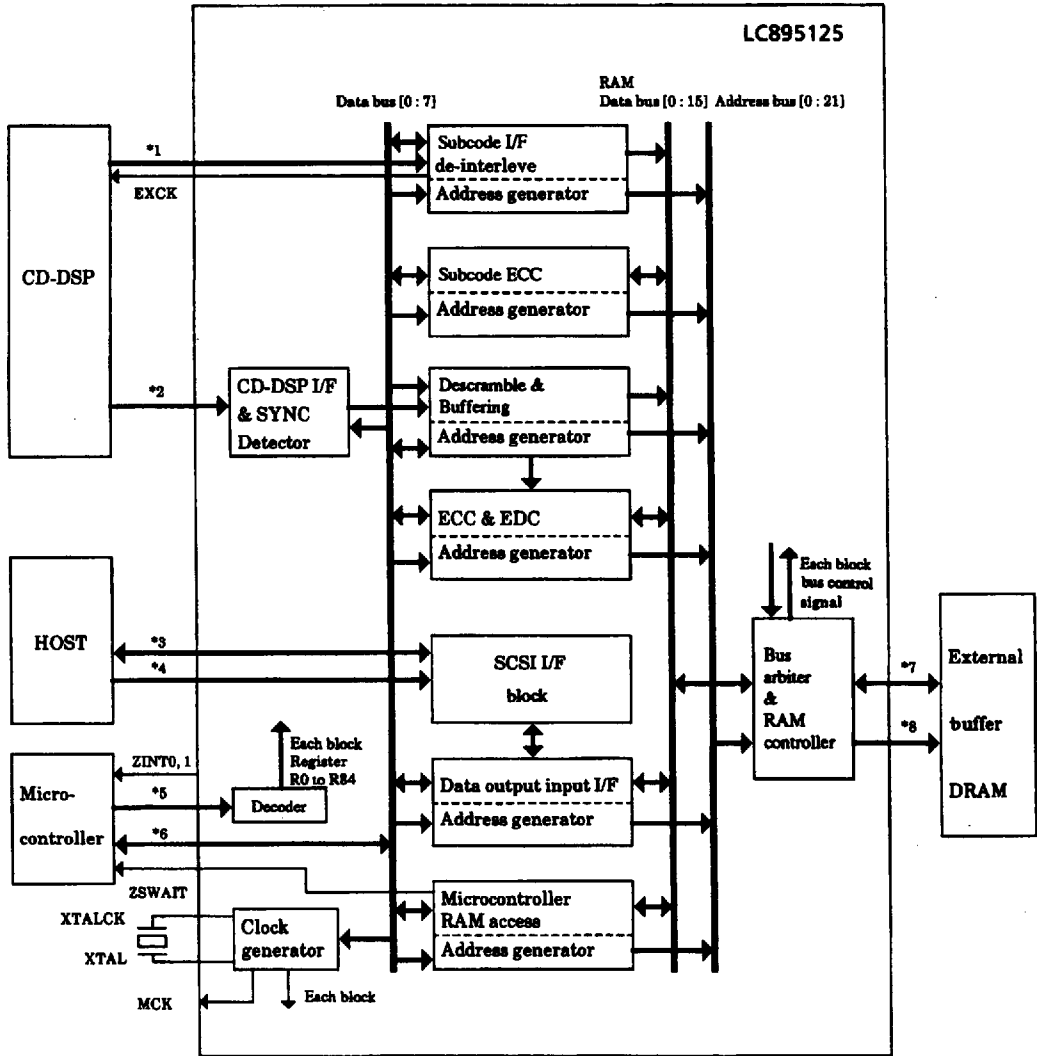 LC895125
RAM
Data bus [0 : 7]
Data bus [0 : 15]
Address bus [0 : 21]
CD-DSP
*1
EXCK
Subcode I/F
de-interleve
Address generator
Subcode ECC
Address generator
*2
CD-DSP I/F
& SYNC
Detector
Descramble &
Buffering
Address generator
ECC & EDC
Address generator
Each block
bus control
signal
HOST
*3
*4
SCSI I/F
block
Bus
arbiter
&
RAM
controller
*7
*8
External
buffer
DRAM
Each block
Register
R0 to R84
Micro-
controller
ZINT0, 1
*5
Decoder
*6
Data output input I/F
Address generator
ZSWAIT
Microcontroller
RAM access
Address generator
XTALCK
XTAL
Clock
generator
MCK
Each block